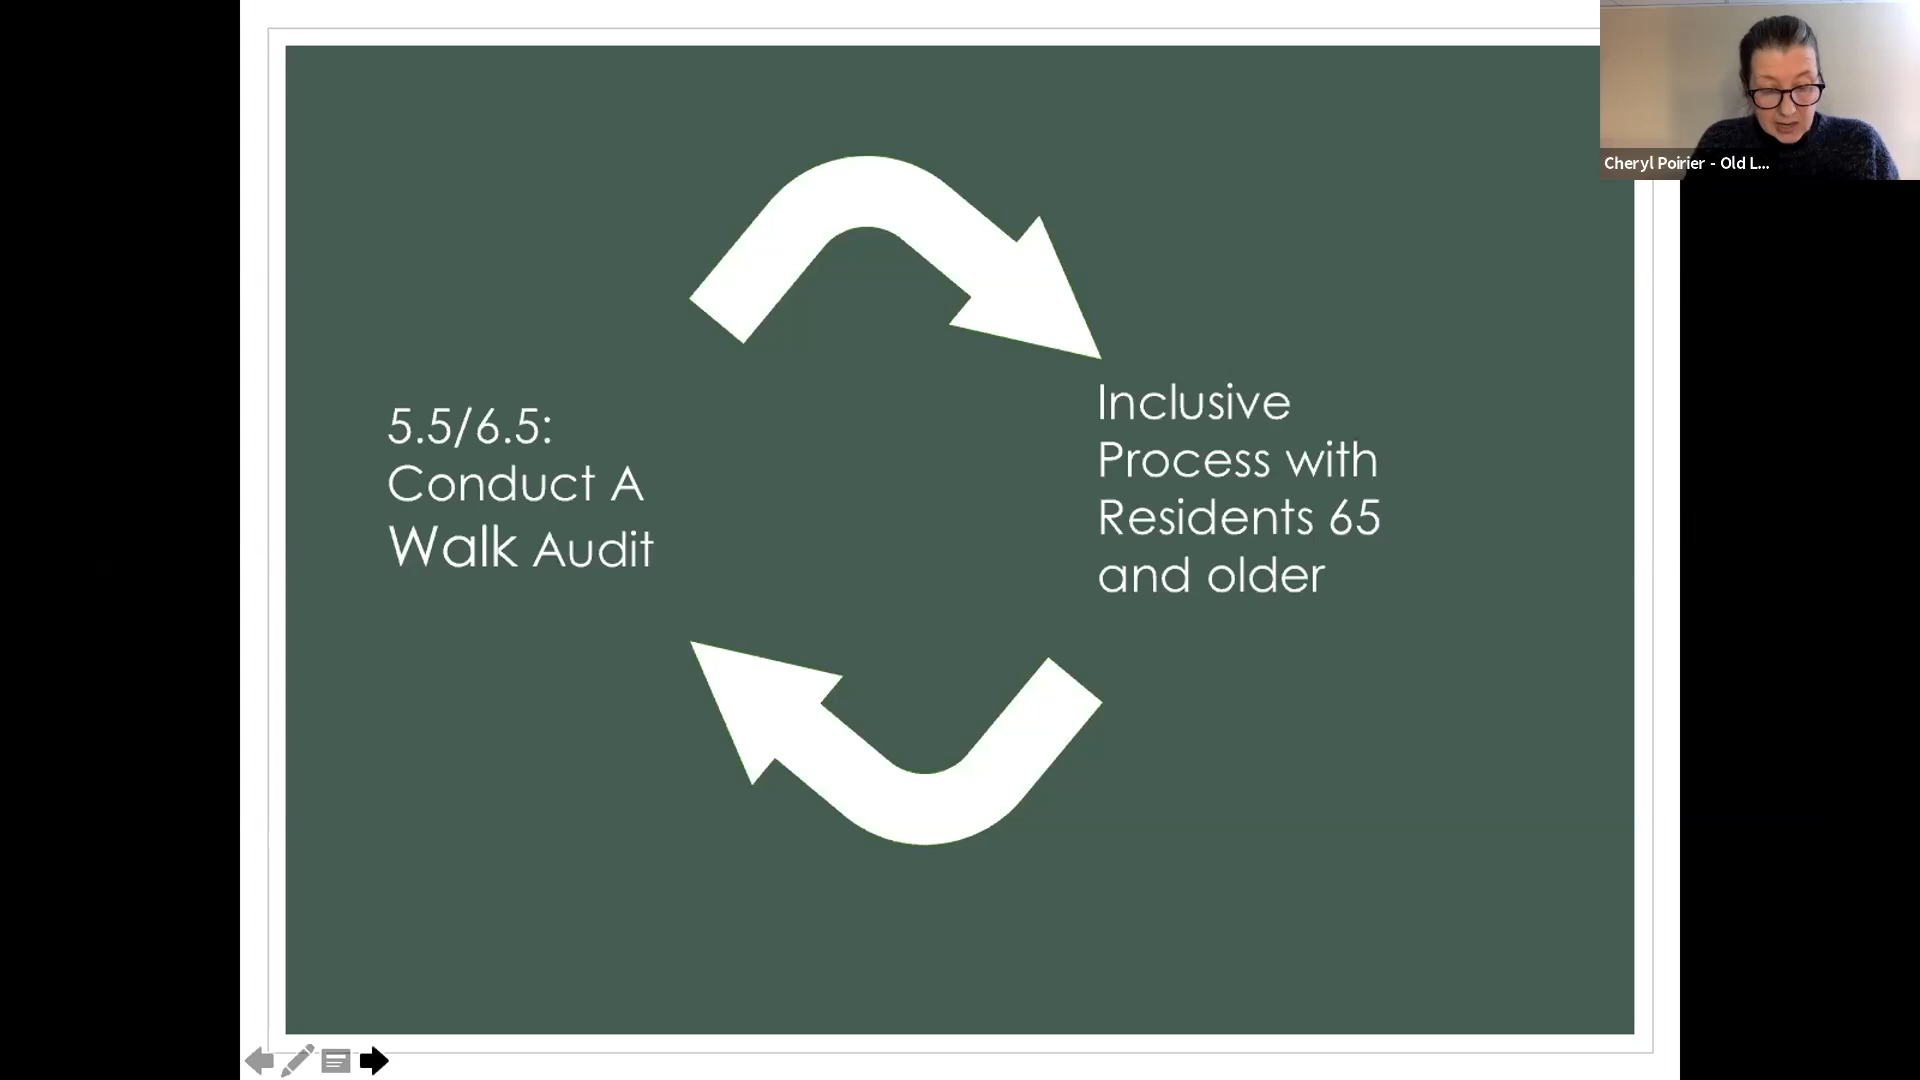 Cheryl Poirier - Old L...
5.5/6.5:
Conduct A
Walk Audit
Inclusive
Process with
Residents 65
and older